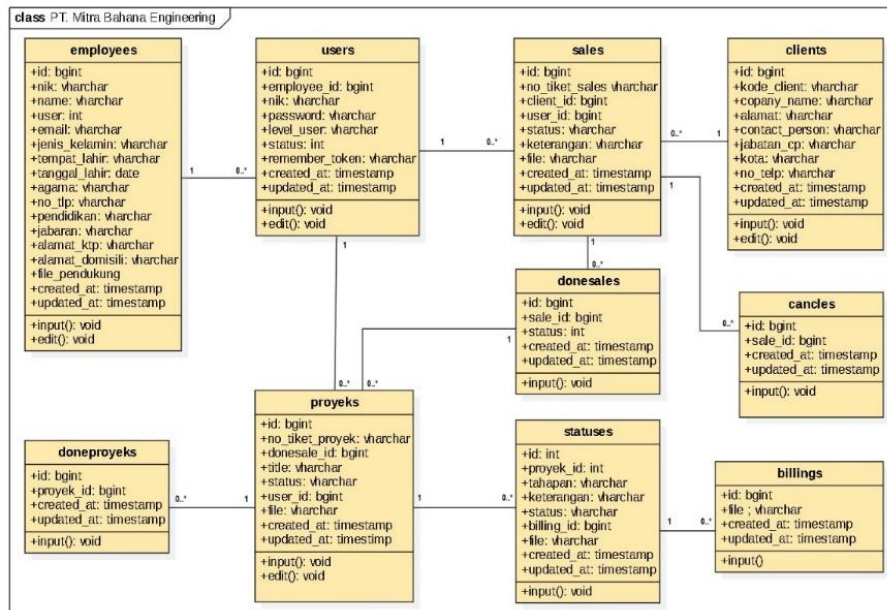 class PT. Mitra Bahana Engineering
employees
+id: bgint
+nik: vharchar
+name: vharchar
+user: int
+email: vharchar
+jenis_kelamin: vharchar
+tempat_lahir: vharchar
+tanggal_lahir: date
+agama: vharchar
+no_tlp: vharchar
+pendidikan: vharchar
+jabaran: vharchar
+alamat_ktp: vharchar
+alamat_domisili: vharchar
+file_pendukung
+created_at: timestamp
+updated_at: timestamp
+input(): void
+edit(): void
1
0..*
users
+id: bgint
+employee_id: bgint
+nik: vharchar
+password: vharchar
+level_user: vharchar
+status: int
+remember_token: vharchar
+created_at: timestamp
+updated_at: timestamp
+input(): void
+edit(): void
1
0..*
1
0..*
sales
+id: bgint
+no_tiket_sales vharchar
+client_id: bgint
+user_id: bgint
+status: vharchar
+keterangan: vharchar
+file: vharchar
+created_at: timestamp
+updated_at: timestamp
+input(): void
+edit(): void
0..*
1
1
0..*
1
0..*
clients
+id: bgint
+kode_client: vharchar
+copany_name: vharchar
+alamat: vharchar
+contact_person: vharchar
+jabatan_cp: vharchar
+kota: vharchar
+no_telp: vharchar
+created_at: timestamp
+updated_at: timestamp
+input(): void
+edit(): void
donesales
+id: bgint
+sale_id: bgint
+status: int
+created_at: timestamp
+updated_at: timestamp
+input(): void
1
0..*
cancles
+id: bgint
+sale_id: bgint
+created_at: timestamp
+updated_at: timestamp
+input(): void
doneproyeks
+id: bgint
+proyek_id: bgint
+created_at: timestamp
+updated_at: timestamp
+input(): void
0..*
1
proyeks
+id: bgint
+no_tiket_proyek: vharchar
+donesale_id: bgint
+title: vharchar
+status: vharchar
+user_id: bgint
+file: vharchar
+created_at: timestamp
+updated_at: timestimp
+input(): void
+edit(): void
1
0..*
statuses
+id: int
+proyek_id: int
+tahapan: vharchar
+keterangan: vharchar
+status: vharchar
+billing_id: bgint
+file: vharchar
+created_at: timestamp
+updated_at: timestamp
+input(): void
1
0..*
billings
+id: bgint
+file ; vharchar
+created_at: timestamp
+updated_at: timestamp
+input()